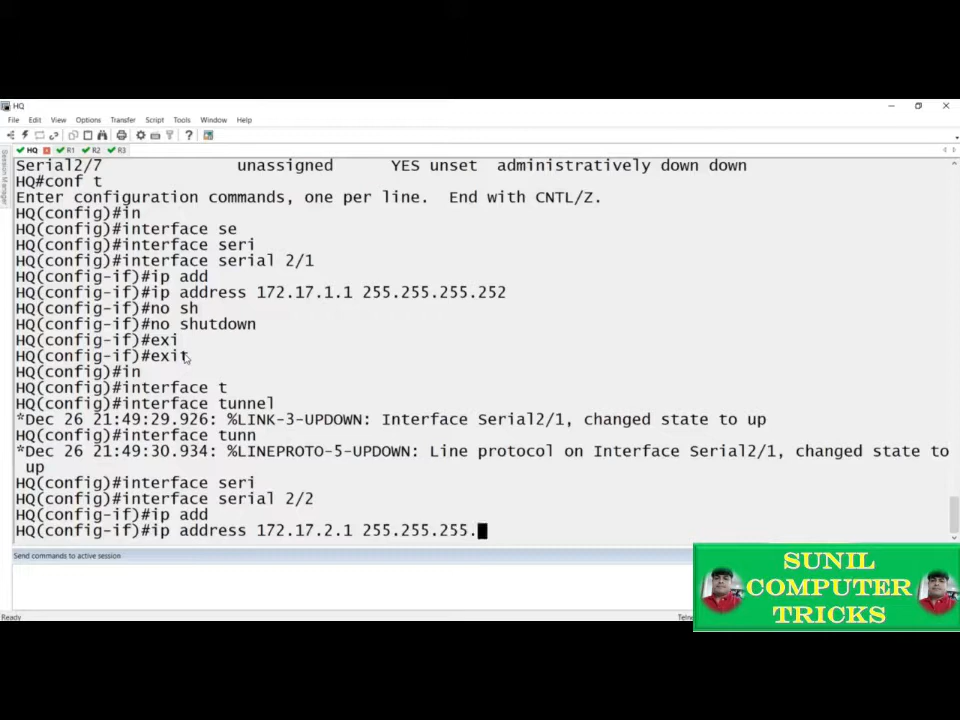 HQ
File Edit View Options Transfer Script Tools Window Help
HQ R1 R2 R3
Session Manager
Serial2/7 unassigned YES unset administratively down down
HQ#conf t
Enter configuration commands, one per line. End with CNTL/Z.
HQ(config)#in
HQ(config)#interface se
HQ(config)#interface seri
HQ(config)#interface serial 2/1
HQ(config-if)#ip add
HQ(config-if)#ip address 172.17.1.1 255.255.255.252
HQ(config-if)#no sh
HQ(config-if)#no shutdown
HQ(config-if)#exi
HQ(config-if)#exit
HQ(config)#in
HQ(config)#interface t
HQ(config)#interface tunnel
*Dec 26 21:49:29.926: %LINK-3-UPDOWN: Interface Serial2/1, changed state to up
HQ(config)#interface tunn
*Dec 26 21:49:30.934: %LINEPROTO-5-UPDOWN: Line protocol on Interface Serial2/1, changed state to
up
HQ(config)#interface seri
HQ(config)#interface serial 2/2
HQ(config-if)#ip add
HQ(config-if)#ip address 172.17.2.1 255.255.255.
Send commands to active session
SUNIL
COMPUTER
TRICKS
Ready